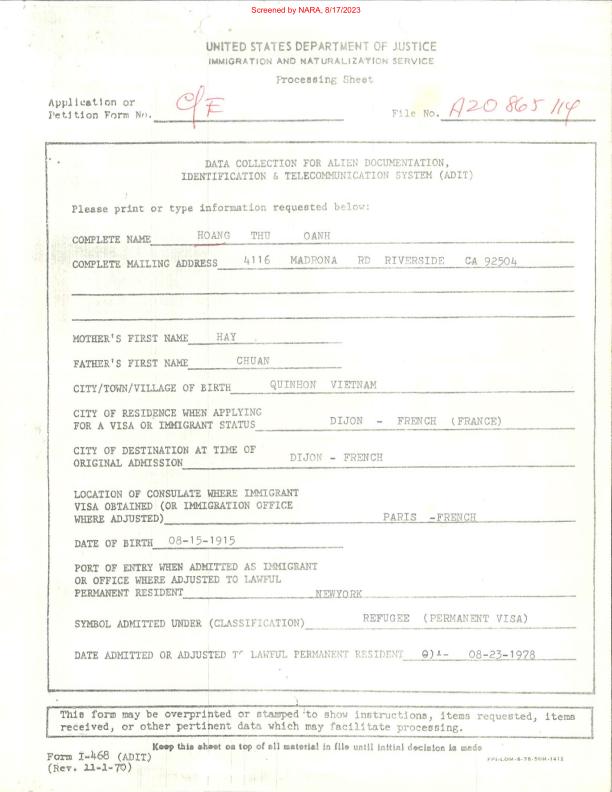 Screened by NARA, 8/17/2023
UNITED STATES DEPARTMENT OF JUSTICE
IMMIGRATION AND NATURALIZATION SERVICE
Processing Sheet
Application or
Petition Form No. C/E File No. A20 865 114
DATA COLLECTION FOR ALIEN DOCUMENTATION,
IDENTIFICATION & TELECOMMUNICATION SYSTEM (ADIT)
Please print or type information requested below:
COMPLETE NAME HOANG THU OANH
COMPLETE MAILING ADDRESS 4116 MADRONA RD RIVERSIDE CA 92504
MOTHER'S FIRST NAME HAY
FATHER'S FIRST NAME CHUAN
CITY/TOWN/VILLAGE OF BIRTH QUINHON VIETNAM
CITY OF RESIDENCE WHEN APPLYING
FOR A VISA OR IMMIGRANT STATUS DIJON - FRENCH (FRANCE)
CITY OF DESTINATION AT TIME OF
ORIGINAL ADMISSION DIJON - FRENCH
LOCATION OF CONSULATE WHERE IMMIGRANT
VISA OBTAINED (OR IMMIGRATION OFFICE
WHERE ADJUSTED) PARIS -FRENCH
DATE OF BIRTH 08-15-1915
PORT OF ENTRY WHEN ADMITTED AS IMMIGRANT
OR OFFICE WHERE ADJUSTED TO LAWFUL
PERMANENT RESIDENT NEWYORK
SYMBOL ADMITTED UNDER (CLASSIFICATION) REFUGEE (PERMANENT VISA)
DATE ADMITTED OR ADJUSTED TO LAWFUL PERMANENT RESIDENT 08-23-1978
This form may be overprinted or stamped to show instructions, items requested, items
received, or other pertinent data which may facilitate processing.
Keep this sheet on top of all material in file until initial decision is made
Form I-468 (ADIT)
(Rev. 11-1-70)